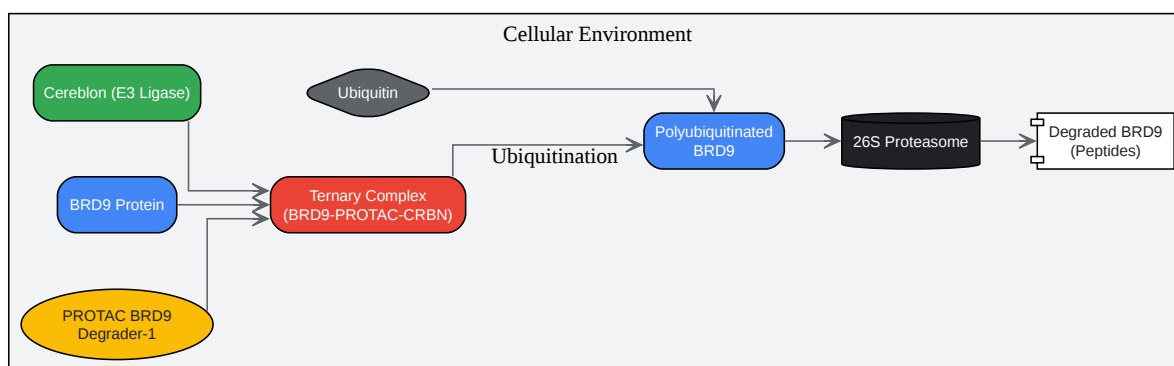 Cellular Environment
Cereblon (E3 Ligase)
Ubiquitin
Polyubiquitinated
BRD9
26S Proteasome
Degraded BRD9
(Peptides)
Ubiquitination
BRD9 Protein
Ternary Complex
(BRD9-PROTAC-CRBN)
PROTAC BRD9
Degrader-1